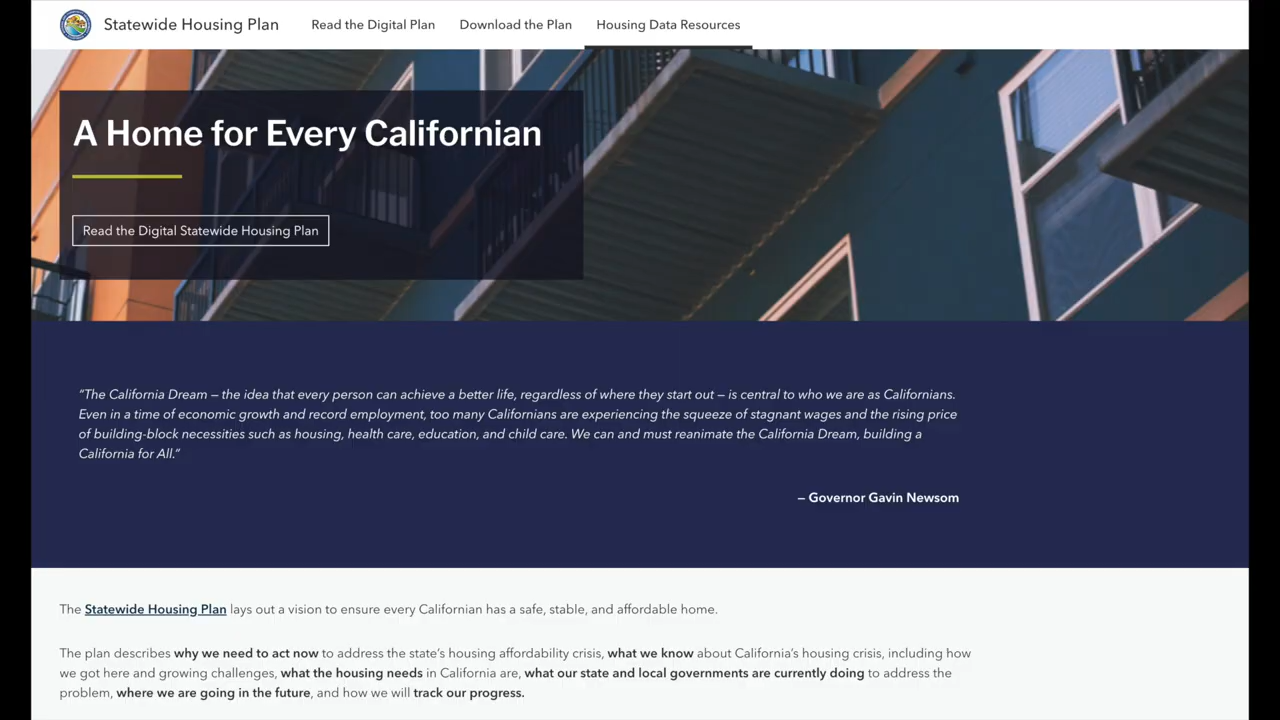 Statewide Housing Plan Read the Digital Plan Download the Plan Housing Data Resources
A Home for Every Californian
Read the Digital Statewide Housing Plan
“The California Dream – the idea that every person can achieve a better life, regardless of where they start out – is central to who we are as Californians.
Even in a time of economic growth and record employment, too many Californians are experiencing the squeeze of stagnant wages and the rising price
of building-block necessities such as housing, health care, education, and child care. We can and must reanimate the California Dream, building a
California for All.”
– Governor Gavin Newsom
The Statewide Housing Plan lays out a vision to ensure every Californian has a safe, stable, and affordable home.
The plan describes why we need to act now to address the state’s housing affordability crisis, what we know about California’s housing crisis, including how
we got here and growing challenges, what the housing needs in California are, what our state and local governments are currently doing to address the
problem, where we are going in the future, and how we will track our progress.